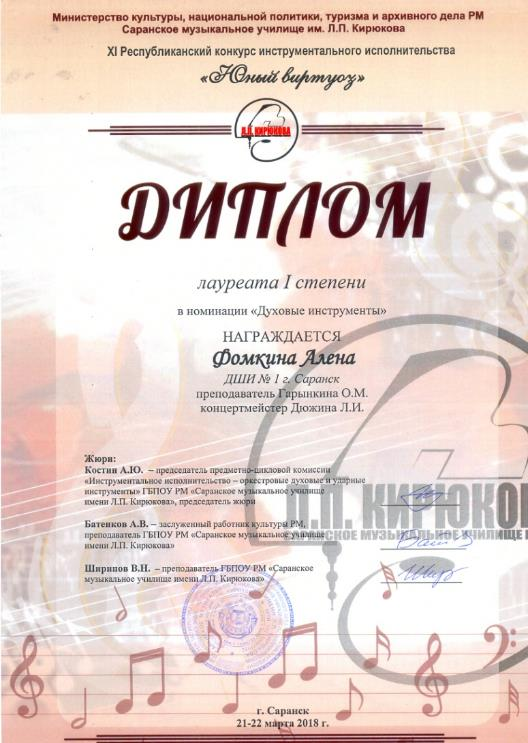 Министерство культуры, национальной политики, туризма и архивного дела РМ
Саранское музыкальное училище им. Л.П. Кирюкова
XI Республиканский конкурс инструментального исполнительства
«Юный виртуоз»
Л.П. КИРЮКОВА
ДИПЛОМ
лауреата I степени
в номинации «Духовые инструменты»
НАГРАЖДАЕТСЯ
Фомкина Алена
ДШИ № 1 г. Саранск
преподаватель Гарынкина О.М.
концертмейстер Дюжина Л.И.
Жюри:
Костин А.Ю. – председатель предметно-цикловой комиссии
«Инструментальное исполнительство – оркестровые духовые и ударные
инструменты» ГБПОУ РМ «Саранское музыкальное училище
имени Л.П. Кирюкова», председатель жюри
Батенков А.В. – заслуженный работник культуры РМ,
преподаватель ГБПОУ РМ «Саранское музыкальное училище
имени Л.П. Кирюкова»
Ширипов В.Н. – преподаватель ГБПОУ РМ «Саранское
музыкальное училище имени Л.П. Кирюкова»
Л.П. КИРЮКОВ
САРАНСКОЕ МУЗЫКАЛЬНОЕ УЧИЛИЩЕ
г. Саранск
21-22 марта 2018 г.